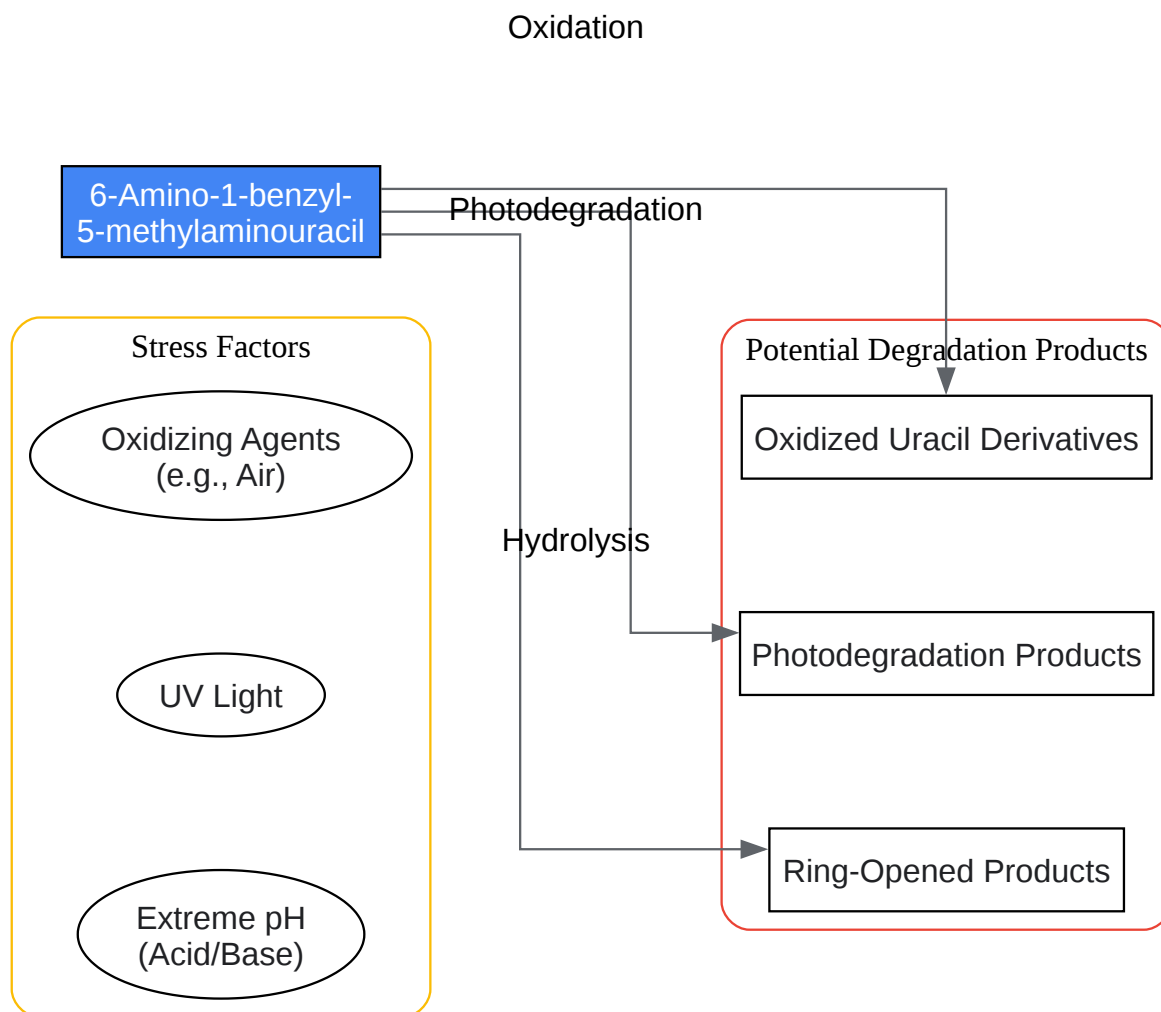 Oxidation
6-Amino-1-benzyl-
5-methylaminouracil
Photodegradation
Stress Factors
Potential Degradation Products
Oxidizing Agents
(e.g., Air)
Oxidized Uracil Derivatives
Hydrolysis
Photodegradation Products
UV Light
Ring-Opened Products
Extreme pH
(Acid/Base)